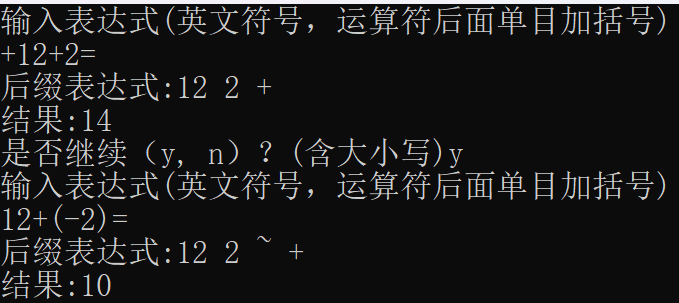 输入表达式(英文符号，运算符后面单目加括号)
+12+2=
后缀表达式:12 2 +
结果:14
是否继续（y, n）？(含大小写)y
输入表达式(英文符号，运算符后面单目加括号)
12+(-2)=
后缀表达式:12 2 ~ +
结果:10